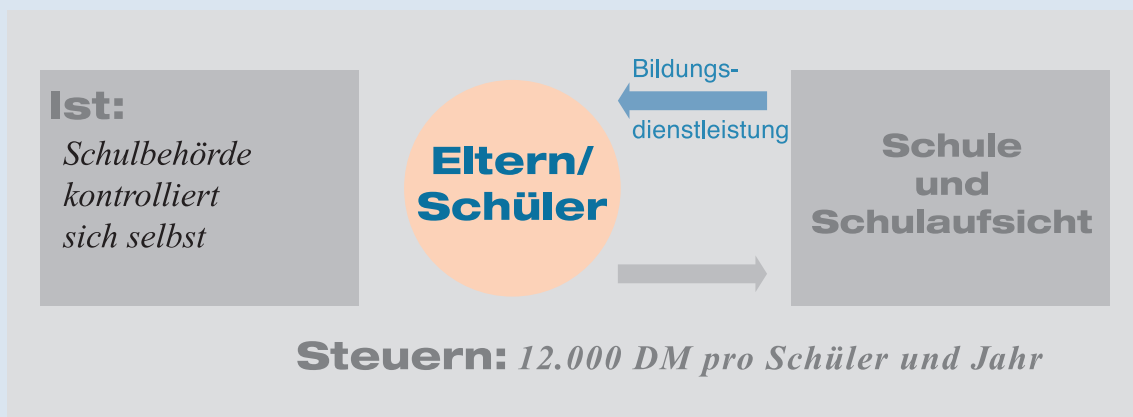 Ist:
Schulbehörde
kontrolliert
sich selbst
Eltern/
Schüler
Bildungs-
dienstleistung
Schule
und
Schulaufsicht
Steuern: 12.000 DM pro Schüler und Jahr